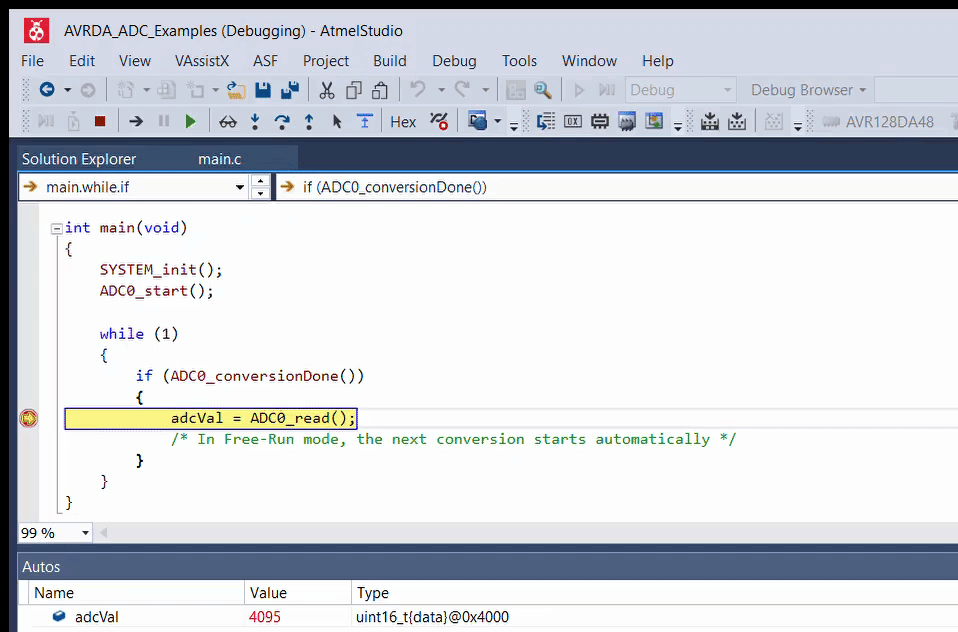 AVRDA_ADC_Examples (Debugging) - AtmelStudio
File Edit View VAssistX ASF Project Build Debug Tools Window Help
Debug Debug Browser
Hex AVR128DA48
Solution Explorer main.c
main.while.if if (ADC0_conversionDone())
int main(void)
{
SYSTEM_init();
ADC0_start();
while (1)
{
if (ADC0_conversionDone())
{
adcVal = ADC0_read();
/* In Free-Run mode, the next conversion starts automatically */
}
}
}
99 %
Autos
Name Value Type
adcVal 4095 uint16_t{data}@0x4000